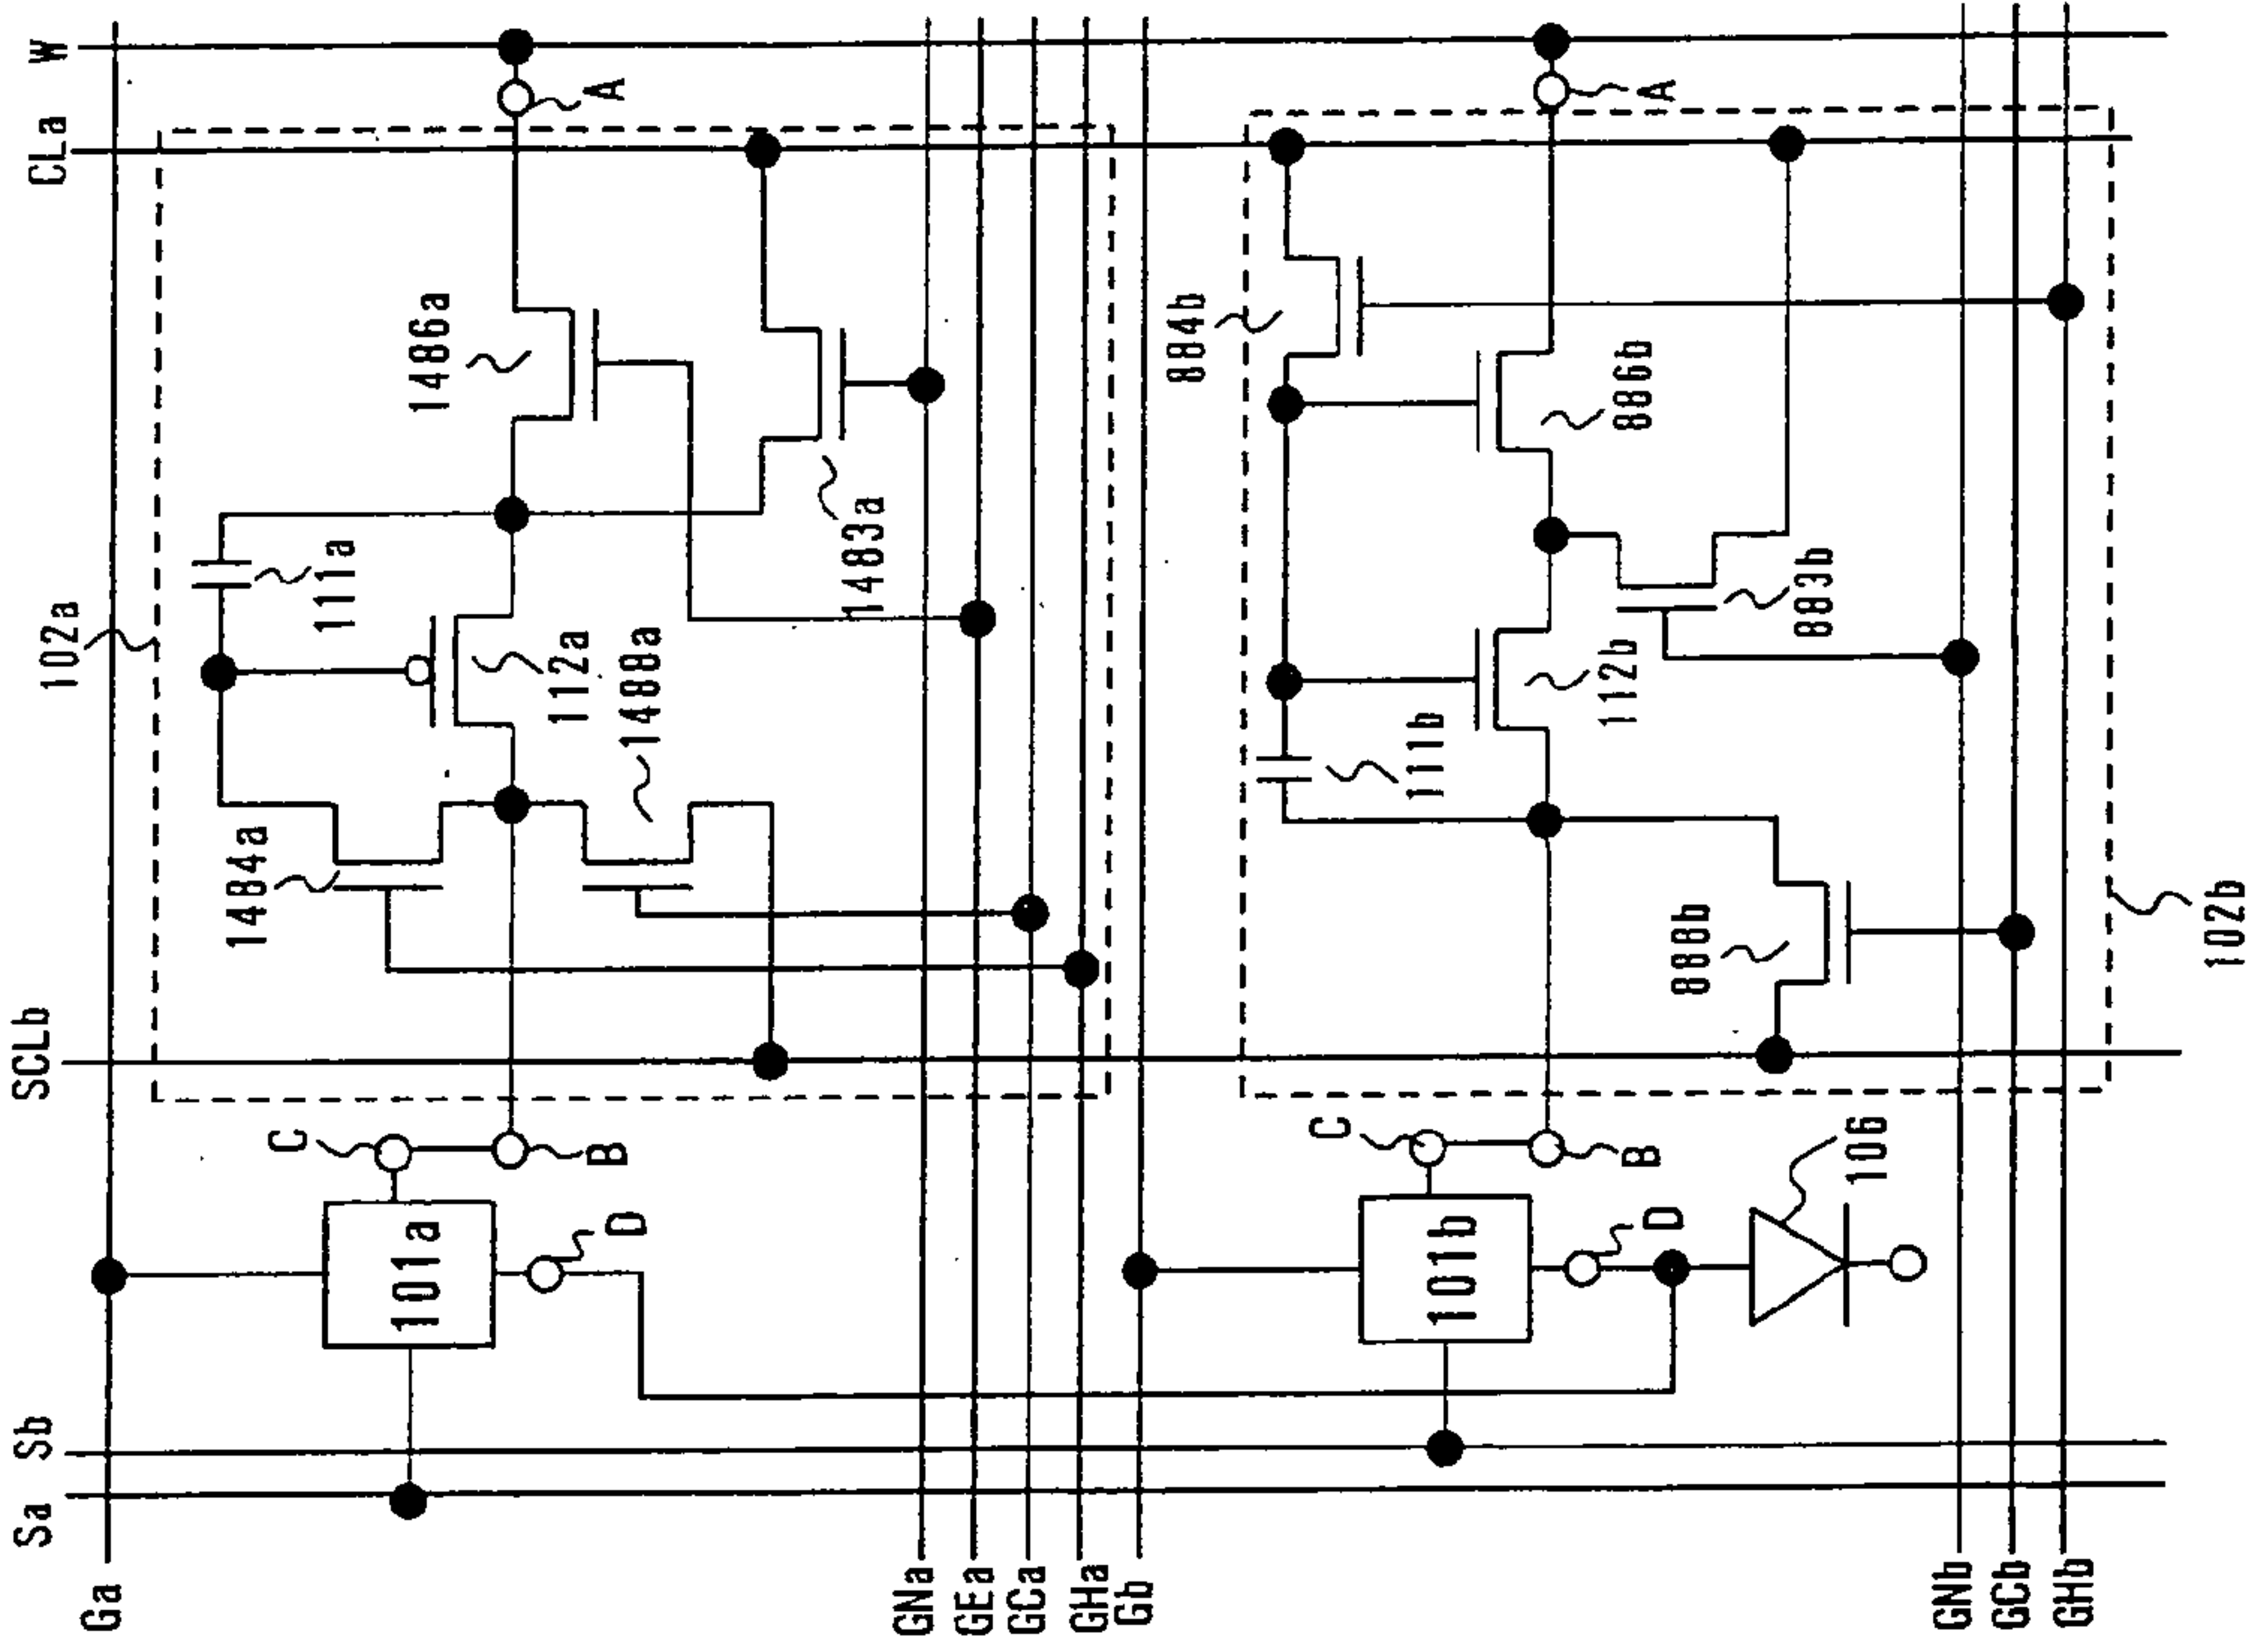 Sa
Sb
SCLb
CLa
W
Ga
GNa
GEa
GCa
GHa
Gb
GNb
GCb
GHb
102a
101a
C
B
D
1484a
1488a
112a
111a
1486a
1483a
A
102b
101b
C
B
D
106
888b
111b
112b
883b
886b
884b
A